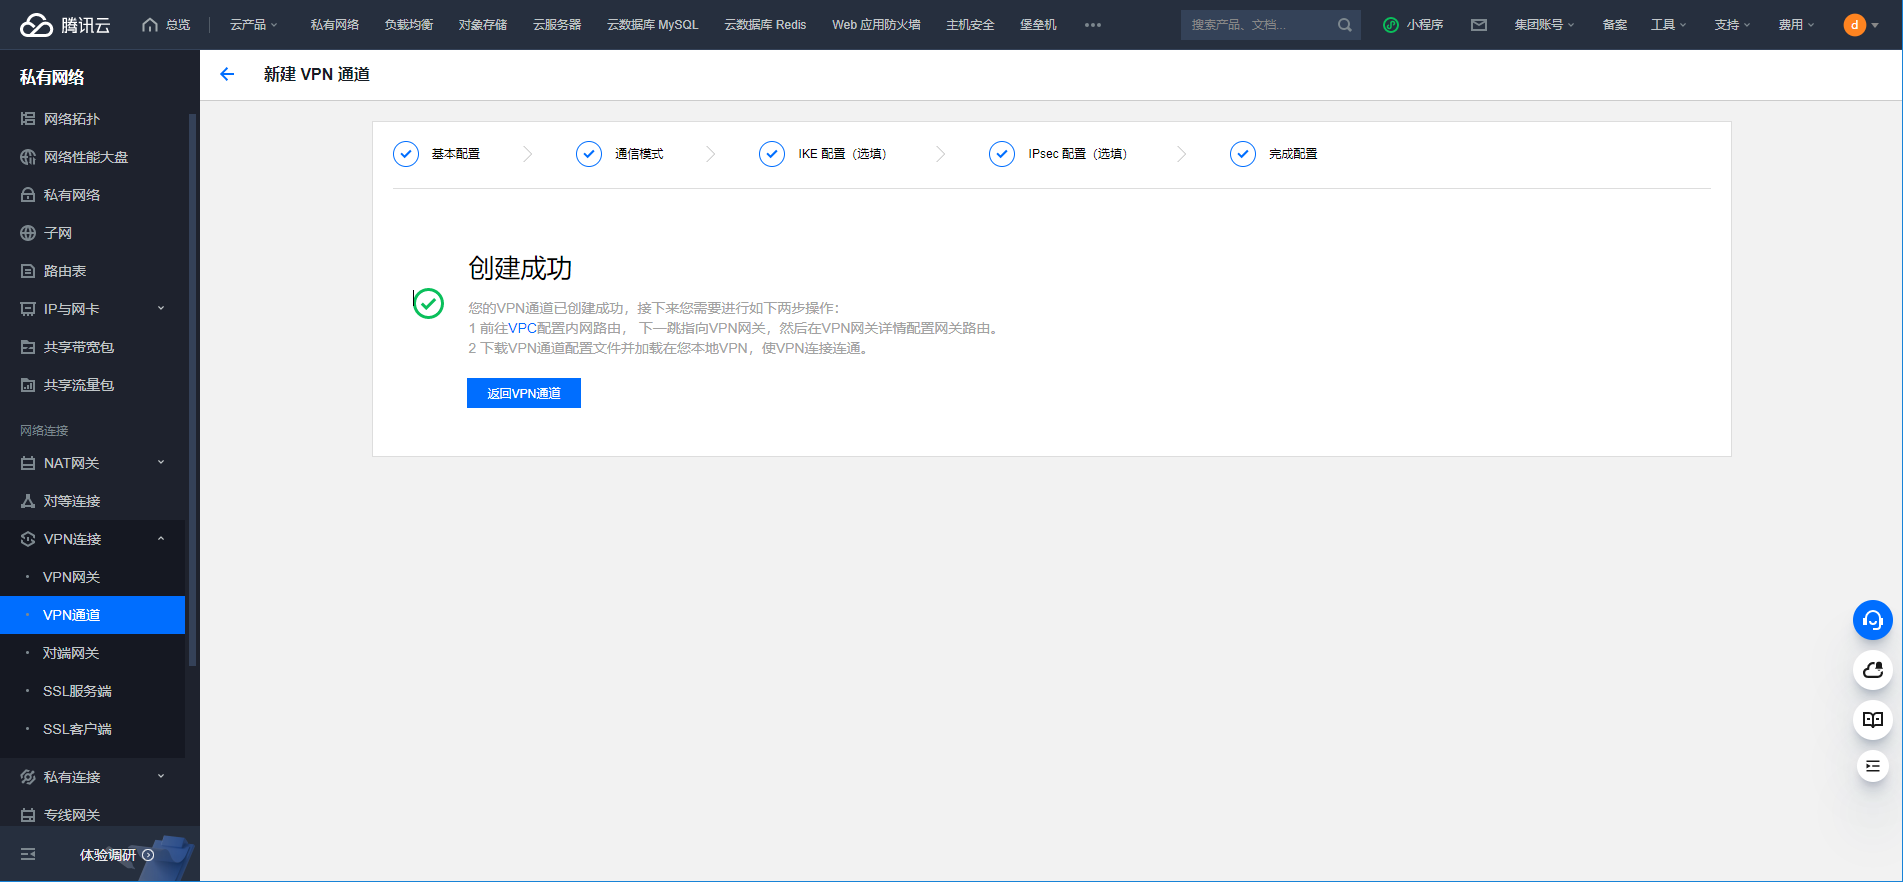 腾讯云
总览
云产品
私有网络
负载均衡
对象存储
云服务器
云数据库 MySQL
云数据库 Redis
Web 应用防火墙
主机安全
堡垒机
搜索产品、文档...
小程序
集团账号
备案
工具
支持
费用
d
私有网络
网络拓扑
网络性能大盘
私有网络
子网
路由表
IP与网卡
共享带宽包
共享流量包
网络连接
NAT网关
对等连接
VPN连接
VPN网关
VPN通道
对端网关
SSL服务端
SSL客户端
私有连接
专线网关
体验调研
新建 VPN 通道
基本配置
通信模式
IKE 配置（选填）
IPsec 配置（选填）
完成配置
创建成功
您的VPN通道已创建成功，接下来您需要进行如下两步操作：
1 前往VPC配置内网路由， 下一跳指向VPN网关，然后在VPN网关详情配置网关路由。
2 下载VPN通道配置文件并加载在您本地VPN，使VPN连接连通。
返回VPN通道